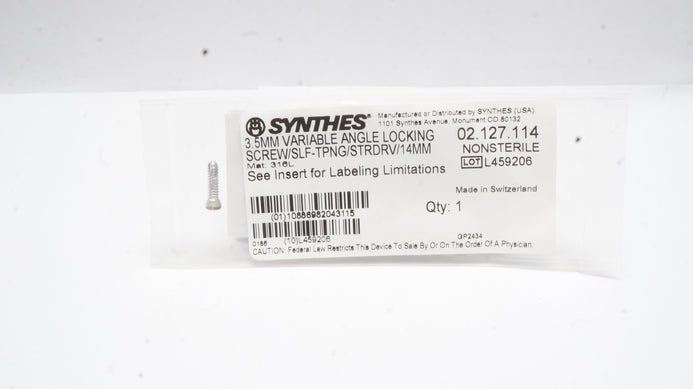 SYNTHES®
Manufactured or Distributed by SYNTHES (USA)
1101 Synthes Avenue, Monument CO 80132
3.5MM VARIABLE ANGLE LOCKING
SCREW/SLF-TPNG/STRDRV/14MM
Mat: 316L
02.127.114
NONSTERILE
LOT L459206
See Insert for Labeling Limitations
Made in Switzerland
(01)10886982043115
Qty: 1
0186
(10)L459206
GP2434
CAUTION: Federal Law Restricts This Device To Sale By Or On The Order Of A Physician.